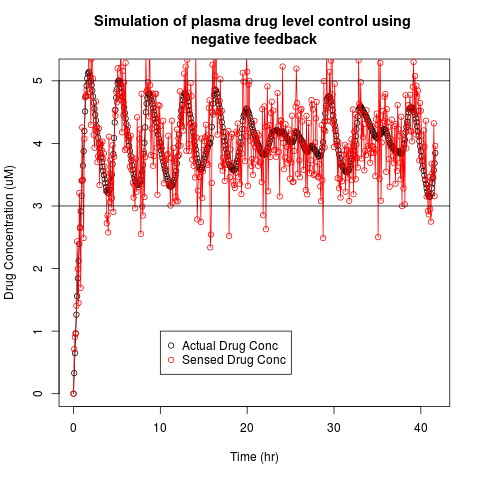 Simulation of plasma drug level control using
negative feedback
Drug Concentration (uM)
5
4
3
2
1
0
Actual Drug Conc
Sensed Drug Conc
0 10 20 30 40
Time (hr)